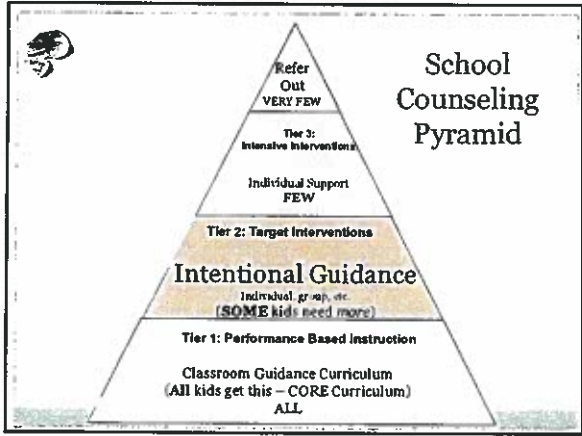 School
Counseling
Pyramid
Refer
Out
VERY FEW
Tier 3:
Intensive Interventions
Individual Support
FEW
Tier 2: Target Interventions
Intentional Guidance
Individual, group, etc.
(SOME kids need more)
Tier 1: Performance Based Instruction
Classroom Guidance Curriculum
(All kids get this – CORE Curriculum)
ALL